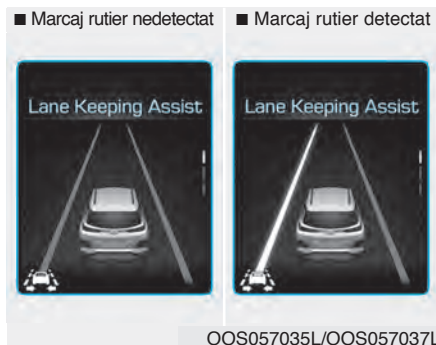 ■ Marcaj rutier nedetectat
■ Marcaj rutier detectat
Lane Keeping Assist
Lane Keeping Assist
OOS057035L/OOS057037L